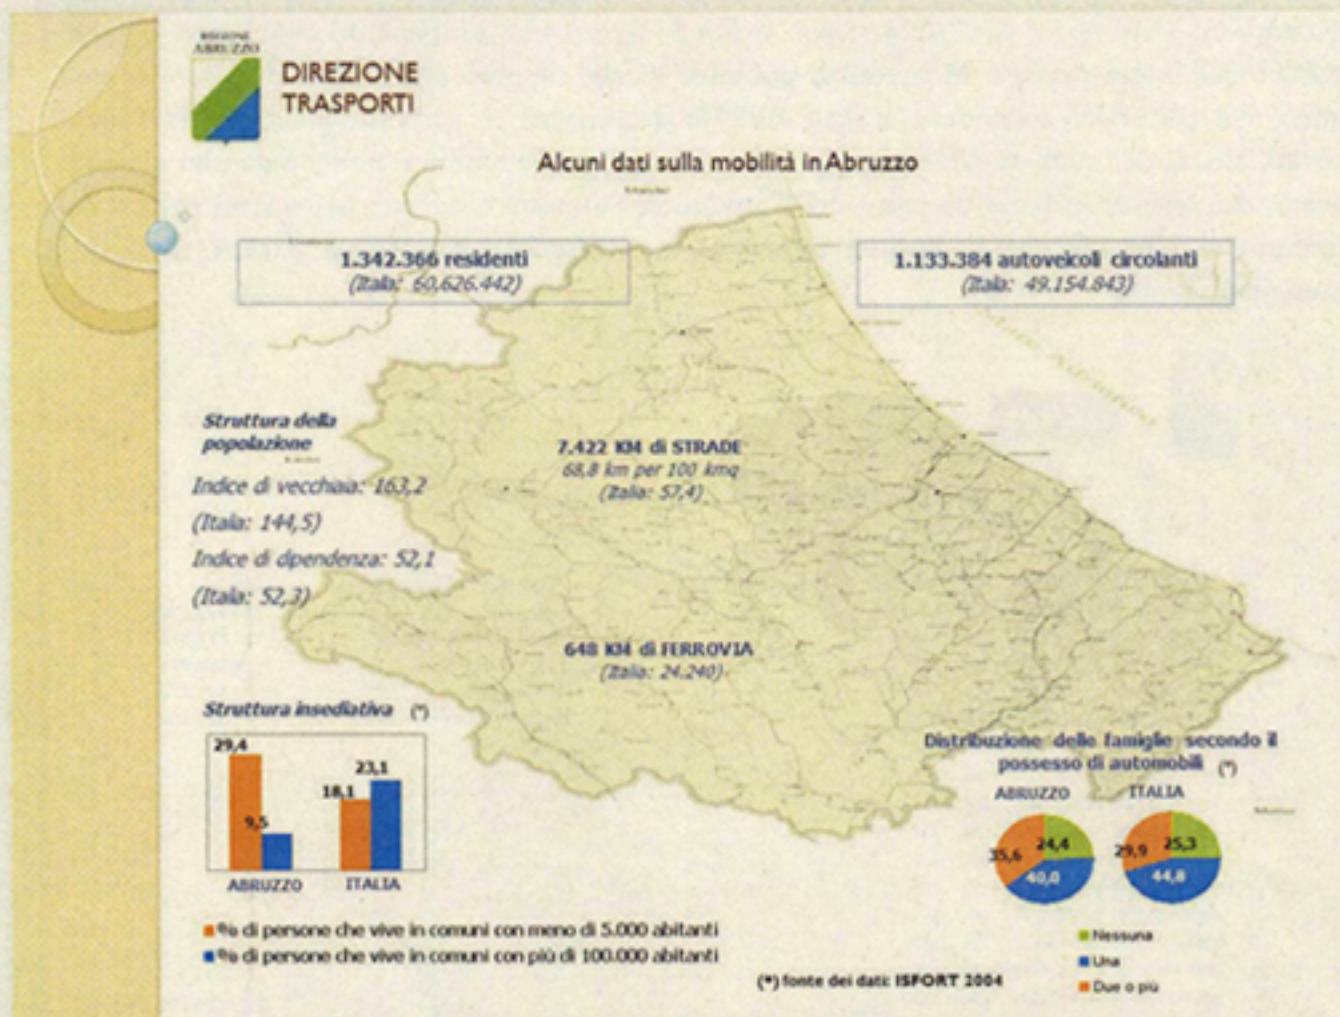 REGIONE
ABRUZZO
DIREZIONE
TRASPORTI
Alcuni dati sulla mobilità in Abruzzo
1.342.366 residenti
(Italia: 60.626.442)
1.133.384 autoveicoli circolanti
(Italia: 49.154.843)
Struttura della
popolazione
Indice di vecchiaia: 163,2
(Italia: 144,5)
Indice di dipendenza: 52,1
(Italia: 52,3)
7.422 KM di STRADE
68,8 km per 100 kmq
(Italia: 57,4)
648 KM di FERROVIA
(Italia: 24.240)
Struttura insediativa (*)
29,4
9,5
18,1
23,1
ABRUZZO ITALIA
% di persone che vive in comuni con meno di 5.000 abitanti
% di persone che vive in comuni con più di 100.000 abitanti
Distribuzione delle famiglie secondo il
possesso di automobili (*)
ABRUZZO ITALIA
35,6 24,4 29,9 25,3
40,0 44,8
Nessuna
Una
Due o più
(*) fonte dei dati: ISFORT 2004